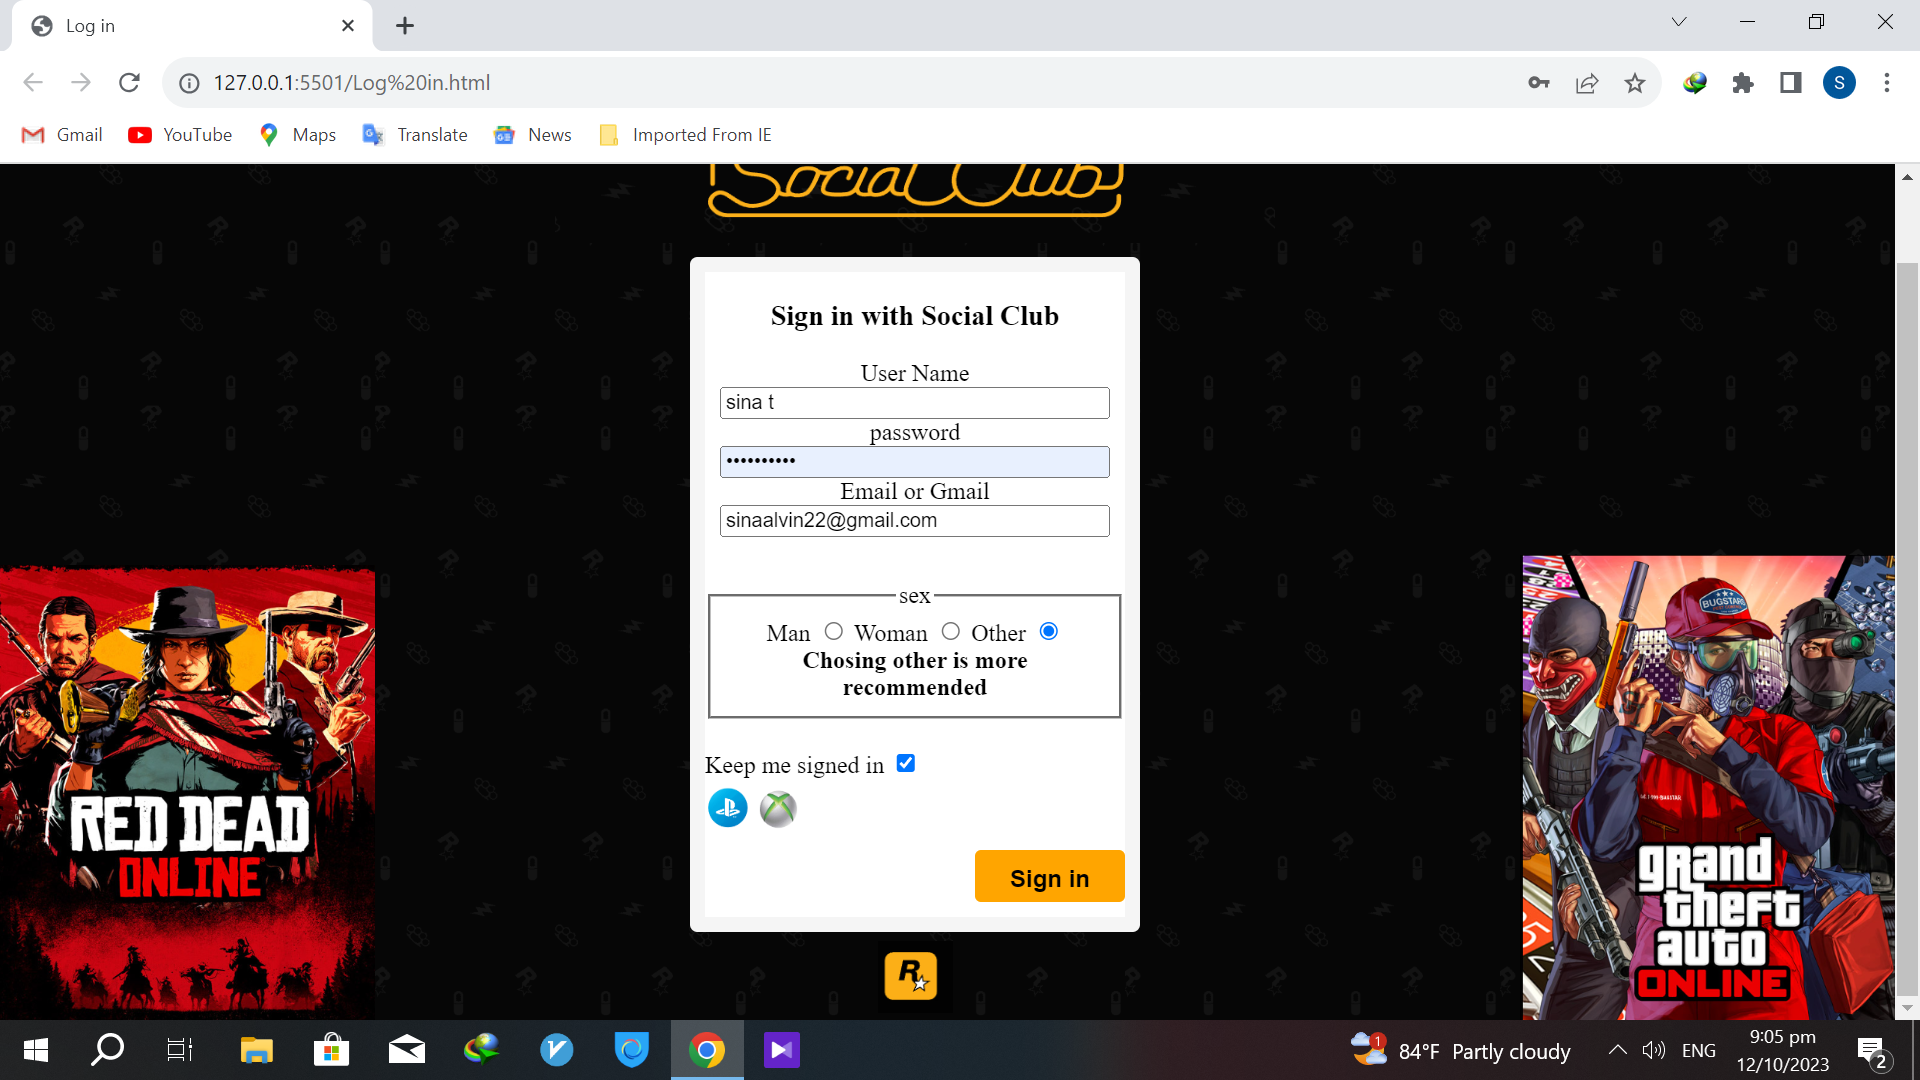 Log in
127.0.0.1:5501/Log%20in.html
S
Gmail
YouTube
Maps
Translate
News
Imported From IE
Social Club
Sign in with Social Club
User Name
sina t
password
••••••••••
Email or Gmail
sinaalvin22@gmail.com
sex
Man Woman Other
Chosing other is more
recommended
Keep me signed in
Sign in
RED DEAD
ONLINE
BUGSTARS
grand
theft
auto
ONLINE
R
1
84°F Partly cloudy
ENG
9:05 pm
12/10/2023
2